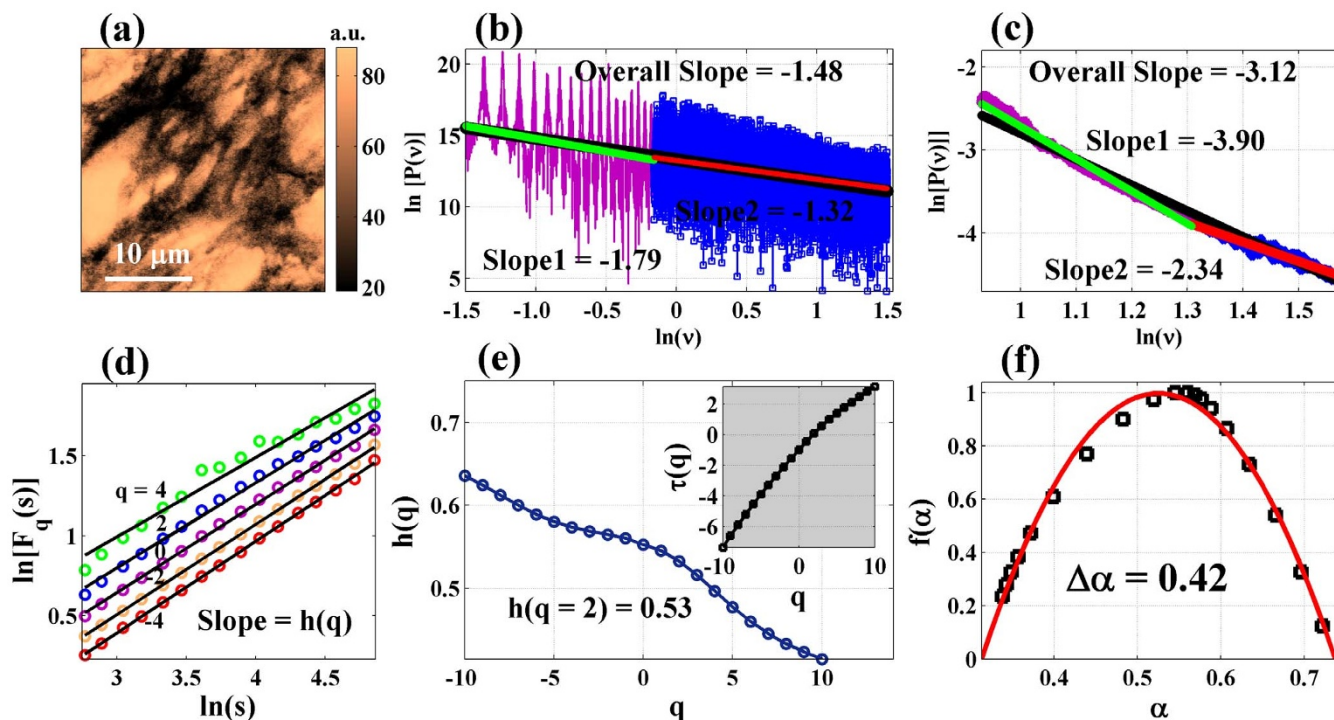 (a)
a.u.
80
60
40
20
10 μm
(b)
Overall Slope = -1.48
Slope2 = -1.32
Slope1 = -1.79
ln [P(ν)]
20
15
10
5
-1.5 -1.0 -0.5 0 0.5 1.0 1.5
ln(ν)
(c)
Overall Slope = -3.12
Slope1 = -3.90
Slope2 = -2.34
ln[P(ν)]
-2
-3
-4
1 1.1 1.2 1.3 1.4 1.5
ln(ν)
(d)
ln[Fq(s)]
1.5
1
0.5
q = 4
2
0
-2
-4
Slope = h(q)
3 3.5 4 4.5
ln(s)
(e)
h(q)
0.7
0.6
0.5
h(q = 2) = 0.53
-10 -5 0 5 10
q
τ(q)
2
0
-2
-4
-6
-10 0 10
q
(f)
f(α)
1
0.8
0.6
0.4
0.2
0
Δα = 0.42
0.4 0.5 0.6 0.7
α